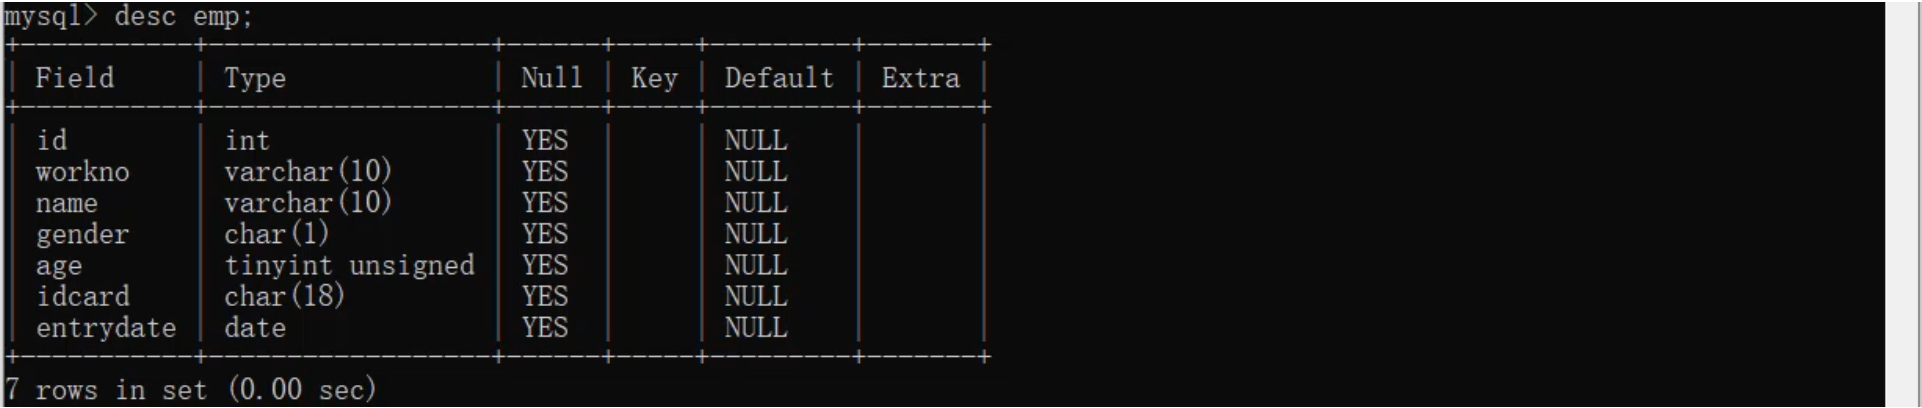 mysql> desc emp;
+-----------+------------------+------+-----+---------+-------+
| Field     | Type             | Null | Key | Default | Extra |
+-----------+------------------+------+-----+---------+-------+
| id        | int              | YES  |     | NULL    |       |
| workno    | varchar(10)      | YES  |     | NULL    |       |
| name      | varchar(10)      | YES  |     | NULL    |       |
| gender    | char(1)          | YES  |     | NULL    |       |
| age       | tinyint unsigned | YES  |     | NULL    |       |
| idcard    | char(18)         | YES  |     | NULL    |       |
| entrydate | date             | YES  |     | NULL    |       |
+-----------+------------------+------+-----+---------+-------+
7 rows in set (0.00 sec)